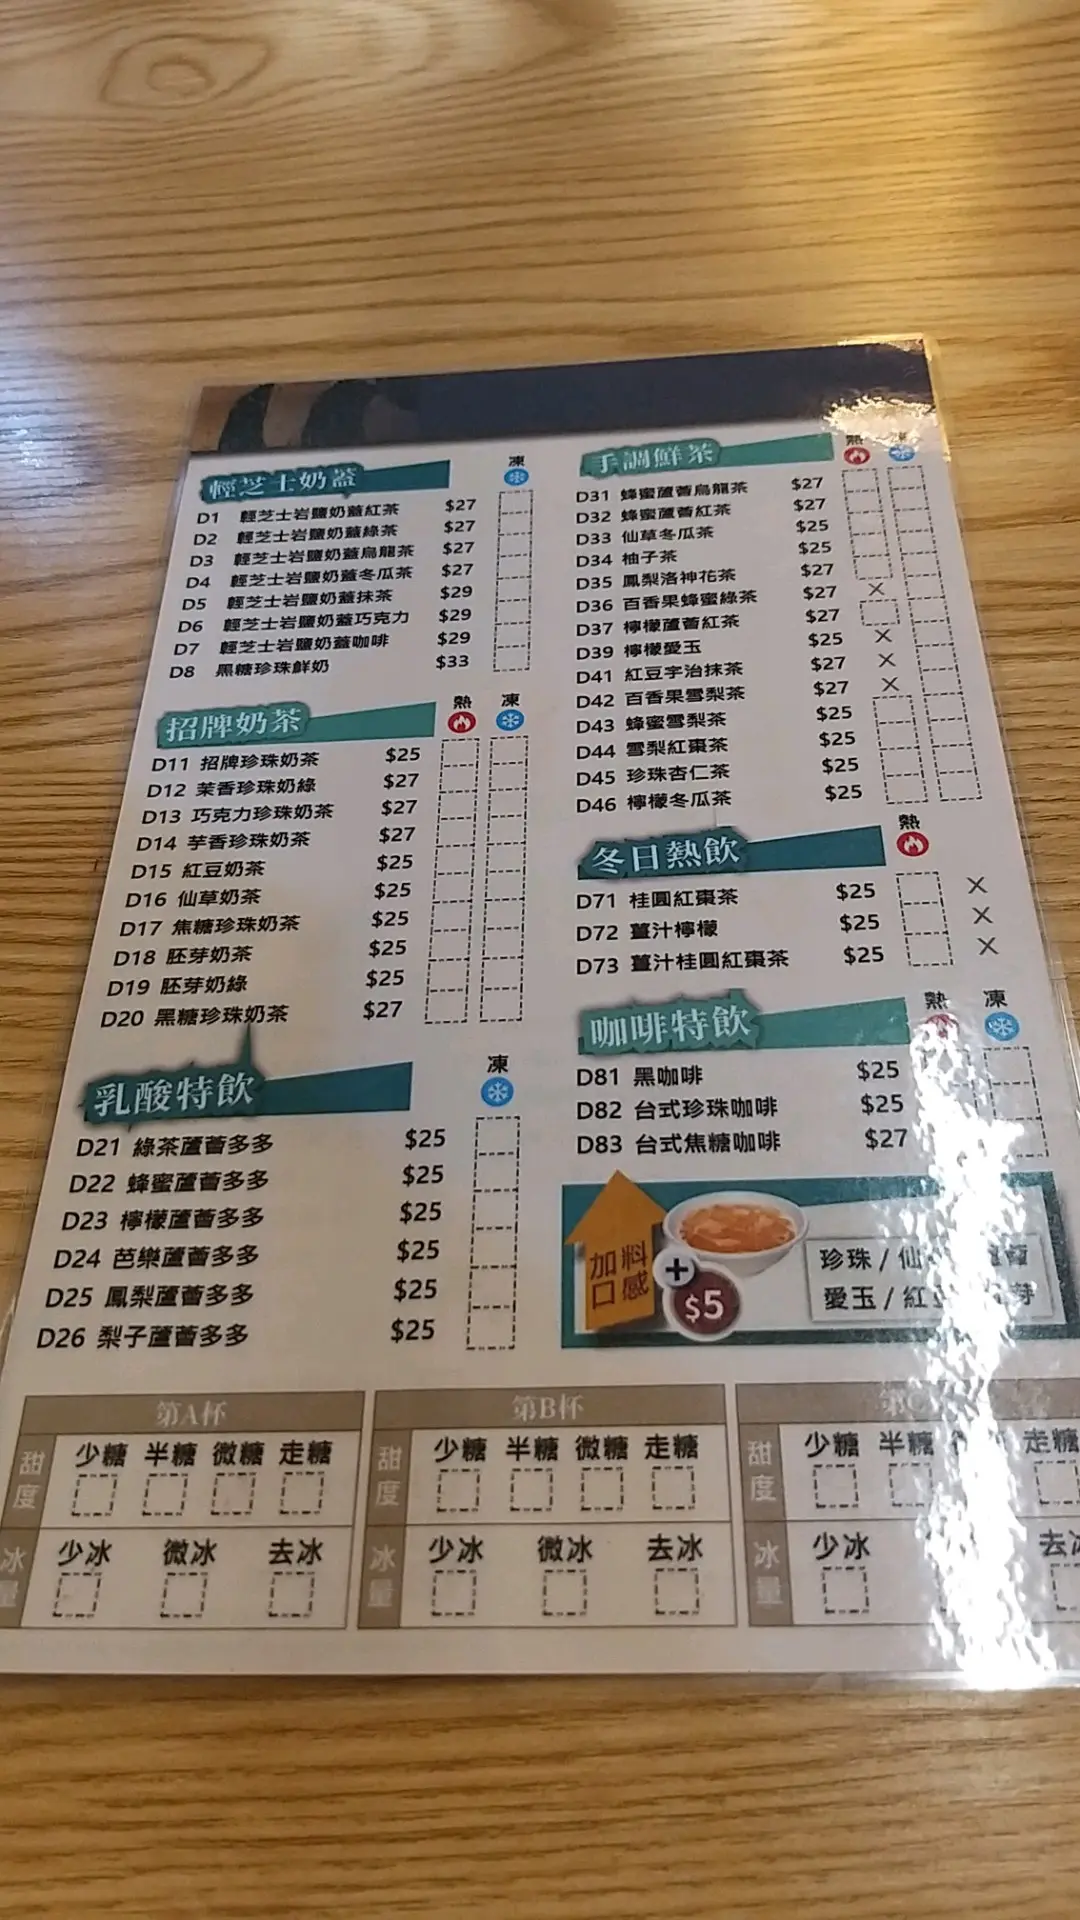 輕芝士奶蓋 凍
D1 輕芝士岩鹽奶蓋紅茶 $27
D2 輕芝士岩鹽奶蓋綠茶 $27
D3 輕芝士岩鹽奶蓋烏龍茶 $27
D4 輕芝士岩鹽奶蓋冬瓜茶 $27
D5 輕芝士岩鹽奶蓋抹茶 $29
D6 輕芝士岩鹽奶蓋巧克力 $29
D7 輕芝士岩鹽奶蓋咖啡 $29
D8 黑糖珍珠鮮奶 $33
招牌奶茶 熱 凍
D11 招牌珍珠奶茶 $25
D12 茉香珍珠奶綠 $27
D13 巧克力珍珠奶茶 $27
D14 芋香珍珠奶茶 $27
D15 紅豆奶茶 $25
D16 仙草奶茶 $25
D17 焦糖珍珠奶茶 $25
D18 胚芽奶茶 $25
D19 胚芽奶綠 $25
D20 黑糖珍珠奶茶 $27
乳酸特飲 凍
D21 綠茶蘆薈多多 $25
D22 蜂蜜蘆薈多多 $25
D23 檸檬蘆薈多多 $25
D24 芭樂蘆薈多多 $25
D25 鳳梨蘆薈多多 $25
D26 梨子蘆薈多多 $25
手調鮮茶 熱 凍
D31 蜂蜜蘆薈烏龍茶 $27
D32 蜂蜜蘆薈紅茶 $27
D33 仙草冬瓜茶 $25
D34 柚子茶 $25
D35 鳳梨洛神花茶 $27
D36 百香果蜂蜜綠茶 $27 ×
D37 檸檬蘆薈紅茶 $27
D39 檸檬愛玉 $25 ×
D41 紅豆宇治抹茶 $27 ×
D42 百香果雪梨茶 $27 ×
D43 蜂蜜雪梨茶 $25
D44 雪梨紅棗茶 $25
D45 珍珠杏仁茶 $25
D46 檸檬冬瓜茶 $25
冬日熱飲 熱
D71 桂圓紅棗茶 $25 ×
D72 薑汁檸檬 $25 ×
D73 薑汁桂圓紅棗茶 $25 ×
咖啡特飲 熱 凍
D81 黑咖啡 $25
D82 台式珍珠咖啡 $25
D83 台式焦糖咖啡 $27
加料
口感
+
$5
珍珠 / 仙
愛玉 / 紅 芽
第A杯 第B杯 第C
甜度 少糖 半糖 微糖 走糖 甜度 少糖 半糖 微糖 走糖 甜度 少糖 半糖 走糖
冰量 少冰 微冰 去冰 冰量 少冰 微冰 去冰 冰量 少冰 去冰